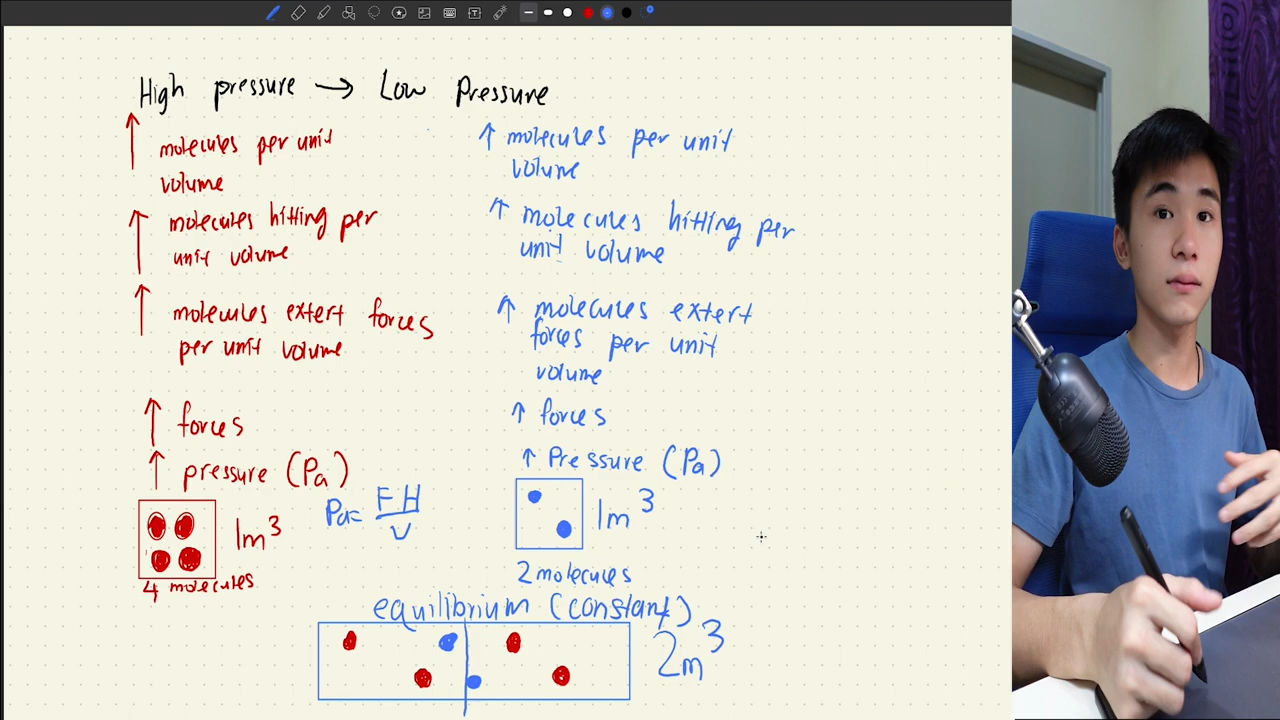 High pressure → Low Pressure
↑ molecules per unit
volume
↑ molecules hitting per
unit volume
↑ molecules extert forces
per unit volume
↑ forces
↑ pressure (Pa)
1m³
4 molecules
Pa= FH
V
↑ molecules per unit
volume
↑ molecules hitting per
unit volume
↑ molecules extert
forces per unit
volume
↑ forces
↑ Pressure (Pa)
1m³
2 molecules
equilibrium (constant)
2m³